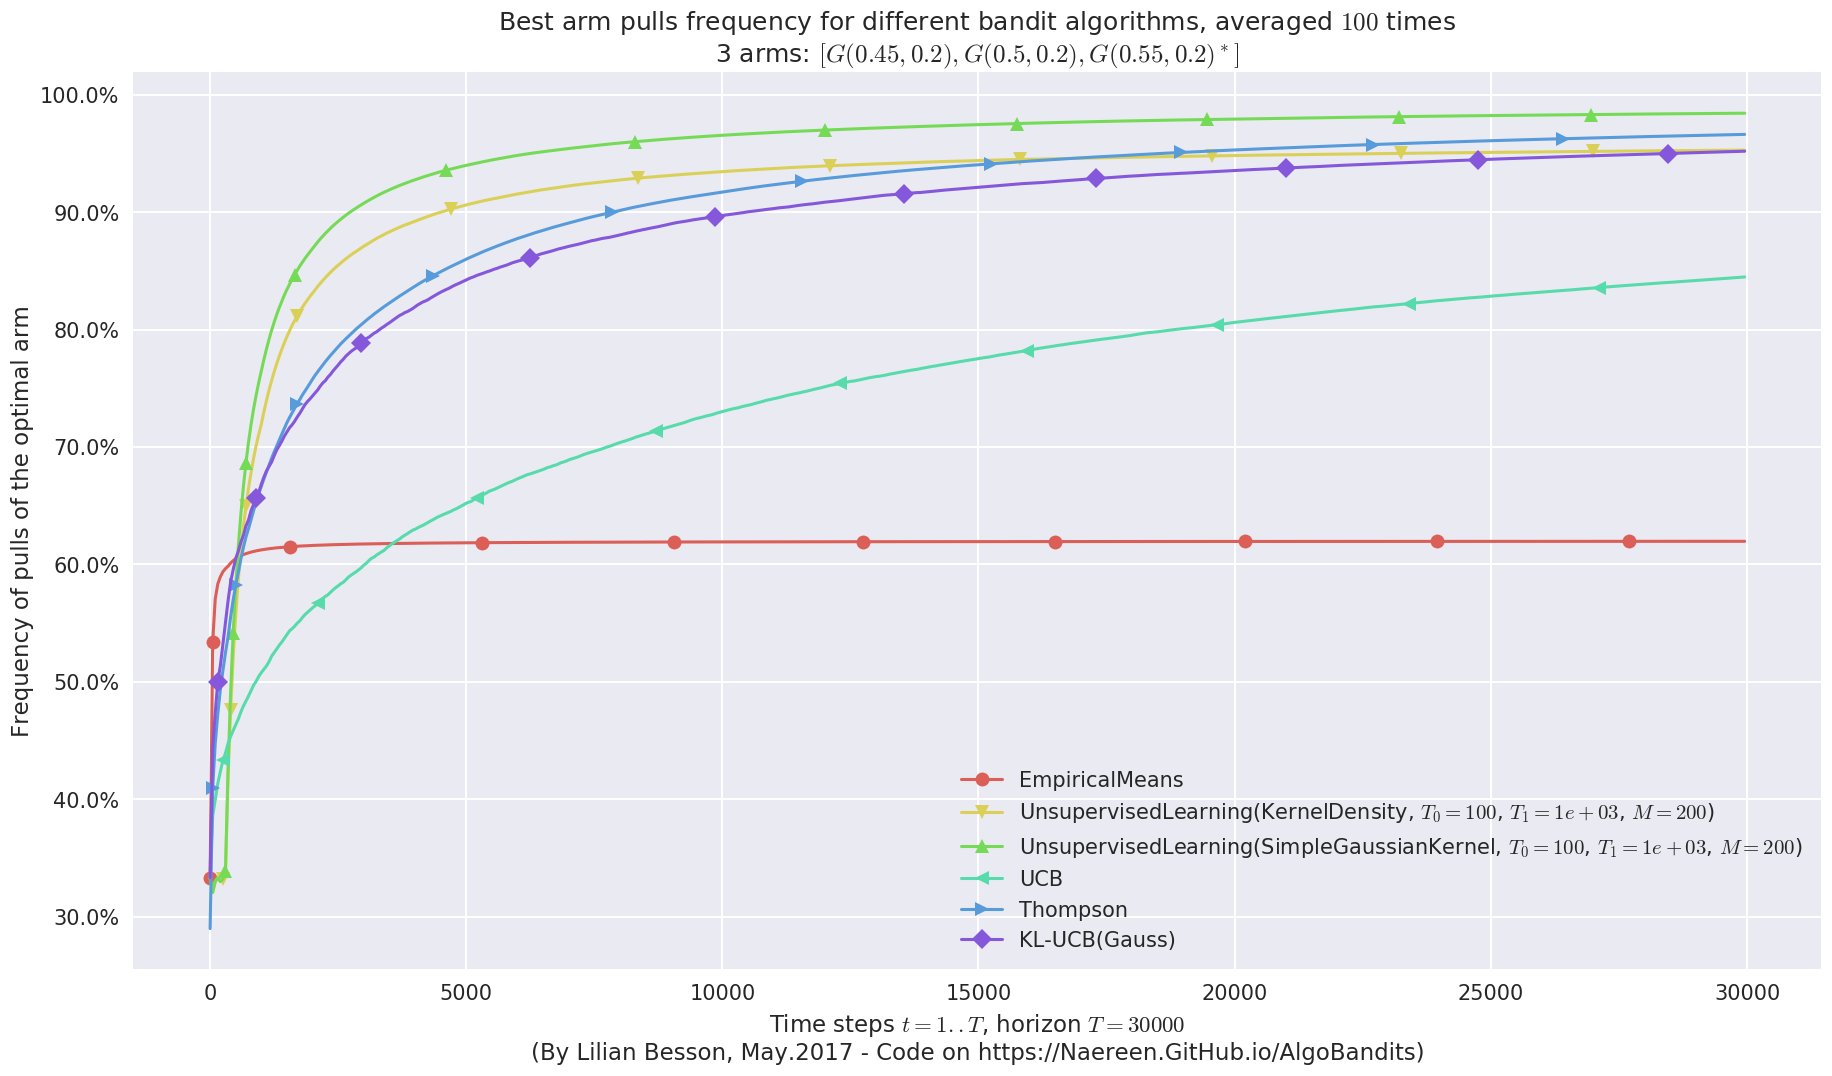 Best arm pulls frequency for different bandit algorithms, averaged 100 times
3 arms: [G(0.45, 0.2), G(0.5, 0.2), G(0.55, 0.2)*]
Frequency of pulls of the optimal arm
100.0%
90.0%
80.0%
70.0%
60.0%
50.0%
40.0%
30.0%
EmpiricalMeans
UnsupervisedLearning(KernelDensity, T₀ = 100, T₁ = 1e + 03, M = 200)
UnsupervisedLearning(SimpleGaussianKernel, T₀ = 100, T₁ = 1e + 03, M = 200)
UCB
Thompson
KL-UCB(Gauss)
0 5000 10000 15000 20000 25000 30000
Time steps t = 1..T, horizon T = 30000
(By Lilian Besson, May.2017 - Code on https://Naereen.GitHub.io/AlgoBandits)